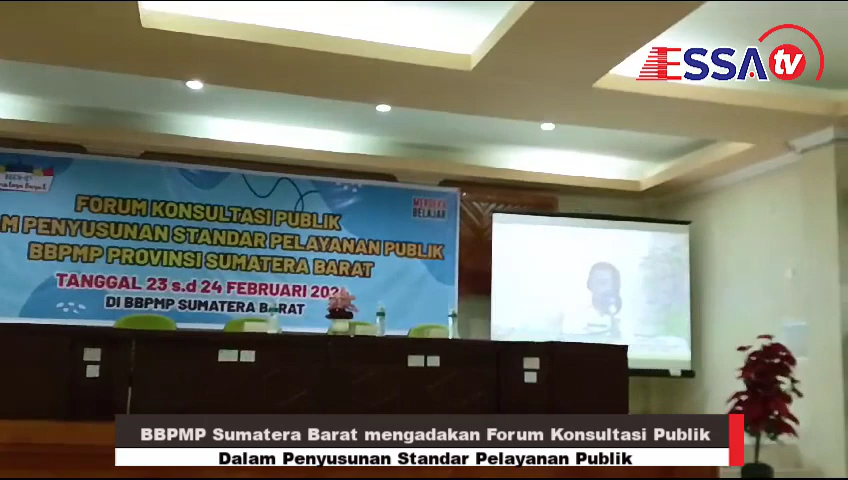 ESSA tv
BBPMP
FORUM KONSULTASI PUBLIK
M PENYUSUNAN STANDAR PELAYANAN PUBLIK
BBPMP PROVINSI SUMATERA BARAT
TANGGAL 23 s.d 24 FEBRUARI
DI BBPMP SUMATERA BARAT
MERDEKA
BELAJAR
BBPMP Sumatera Barat mengadakan Forum Konsultasi Publik
Dalam Penyusunan Standar Pelayanan Publik